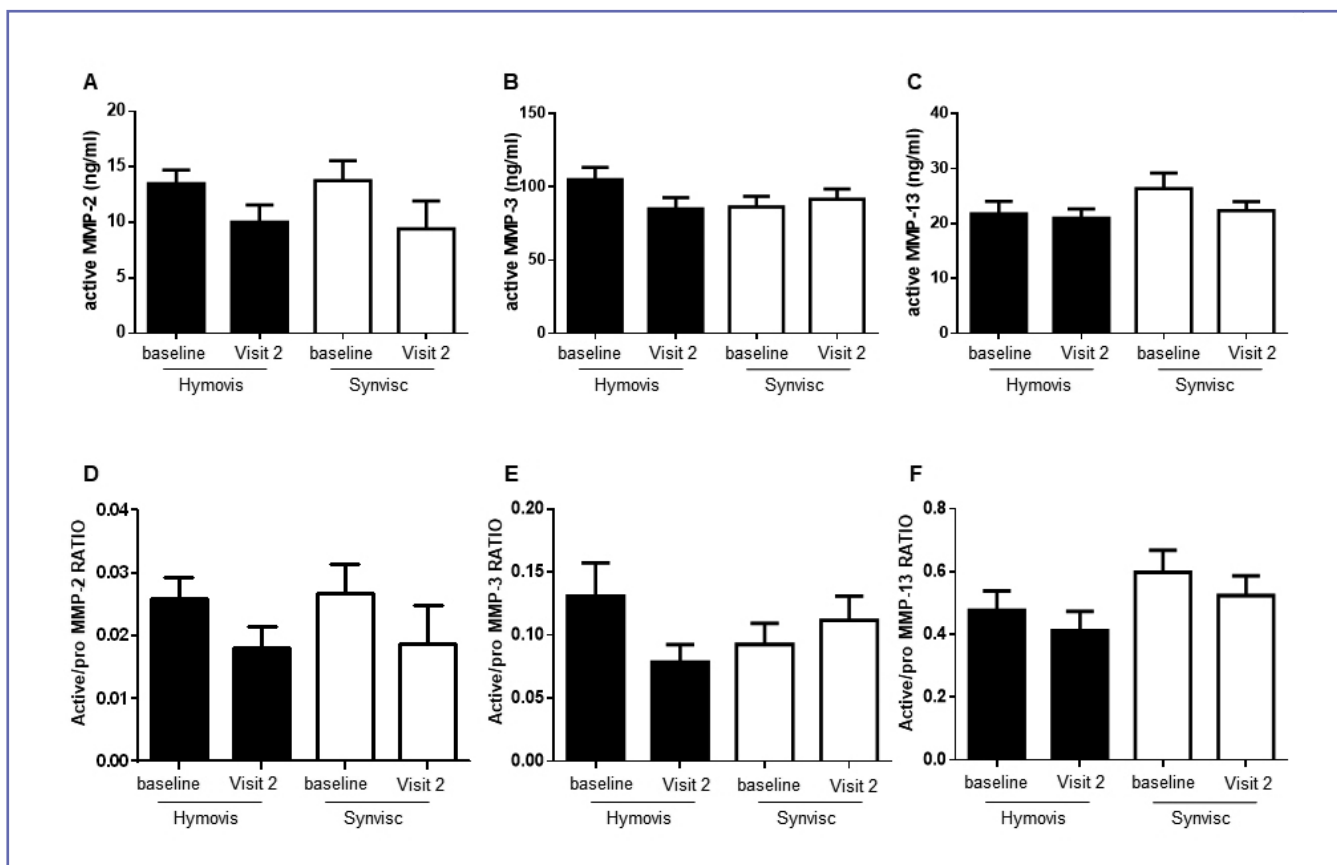 A
active MMP-2 (ng/ml)
20
15
10
5
0
baseline Visit 2 baseline Visit 2
Hymovis Synvisc
B
active MMP-3 (ng/ml)
150
100
50
0
baseline Visit 2 baseline Visit 2
Hymovis Synvisc
C
active MMP-13 (ng/ml)
40
30
20
10
0
baseline Visit 2 baseline Visit 2
Hymovis Synvisc
D
Active/pro MMP-2 RATIO
0.04
0.03
0.02
0.01
0.00
baseline Visit 2 baseline Visit 2
Hymovis Synvisc
E
Active/pro MMP-3 RATIO
0.20
0.15
0.10
0.05
0.00
baseline Visit 2 baseline Visit 2
Hymovis Synvisc
F
Active/pro MMP-13 RATIO
0.8
0.6
0.4
0.2
0.0
baseline Visit 2 baseline Visit 2
Hymovis Synvisc